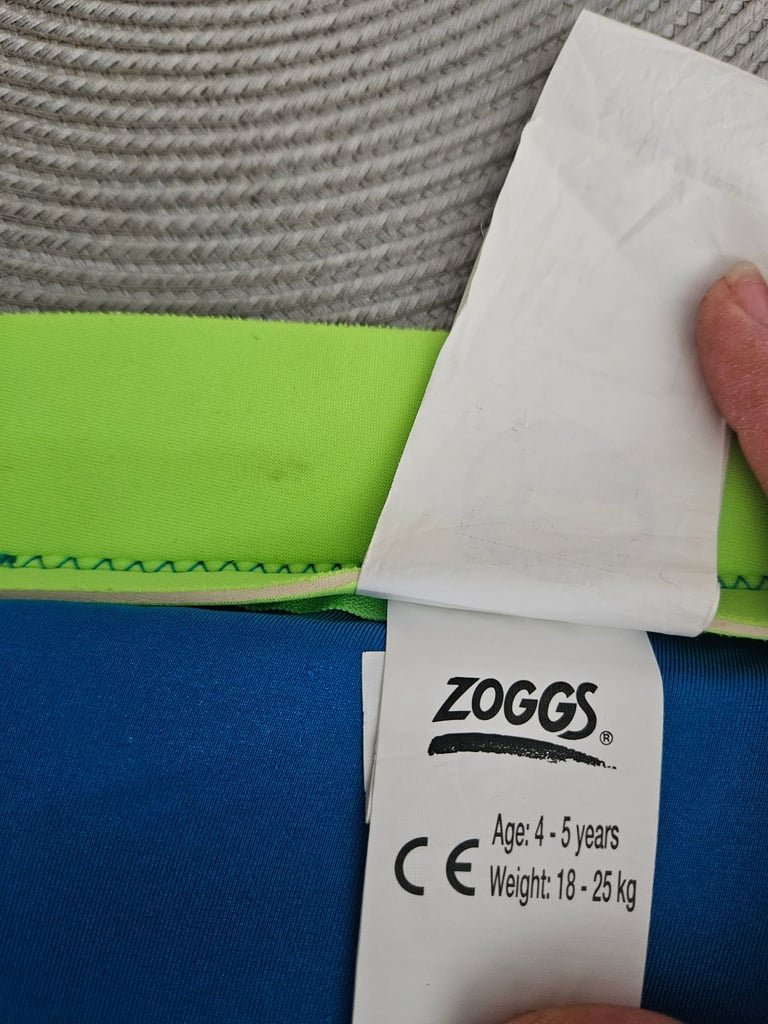 ZOGGS®
CE
Age: 4 - 5 years
Weight: 18 - 25 kg